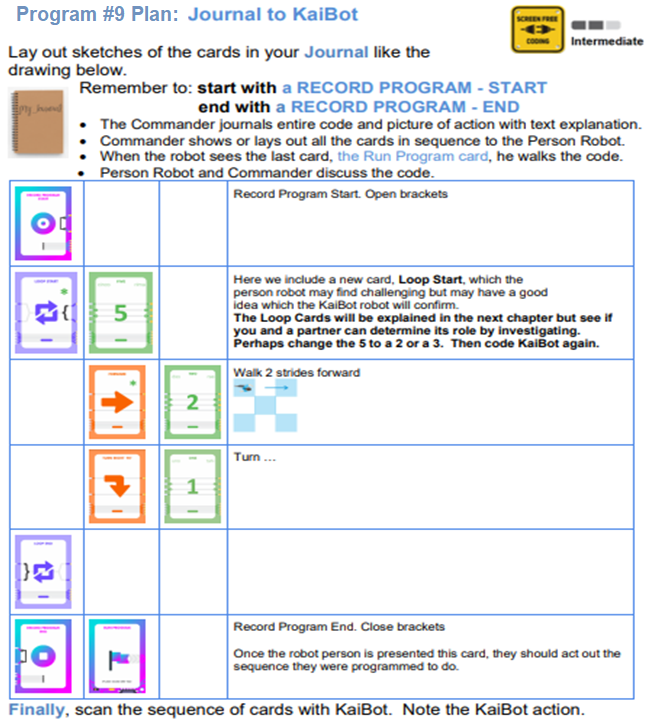 Program #9 Plan: Journal to KaiBot
SCREEN FREE
CODING
Intermediate
Lay out sketches of the cards in your Journal like the
drawing below.
Remember to: start with a RECORD PROGRAM - START
end with a RECORD PROGRAM - END
My Journal
• The Commander journals entire code and picture of action with text explanation.
• Commander shows or lays out all the cards in sequence to the Person Robot.
• When the robot sees the last card, the Run Program card, he walks the code.
• Person Robot and Commander discuss the code.
Record Program Start. Open brackets
LOOP START
5
Here we include a new card, Loop Start, which the
person robot may find challenging but may have a good
idea which the KaiBot robot will confirm.
The Loop Cards will be explained in the next chapter but see if
you and a partner can determine its role by investigating.
Perhaps change the 5 to a 2 or a 3. Then code KaiBot again.
FORWARD
2
Walk 2 strides forward
1
Turn …
LOOP END
Record Program End. Close brackets
Once the robot person is presented this card, they should act out the
sequence they were programmed to do.
Finally, scan the sequence of cards with KaiBot. Note the KaiBot action.